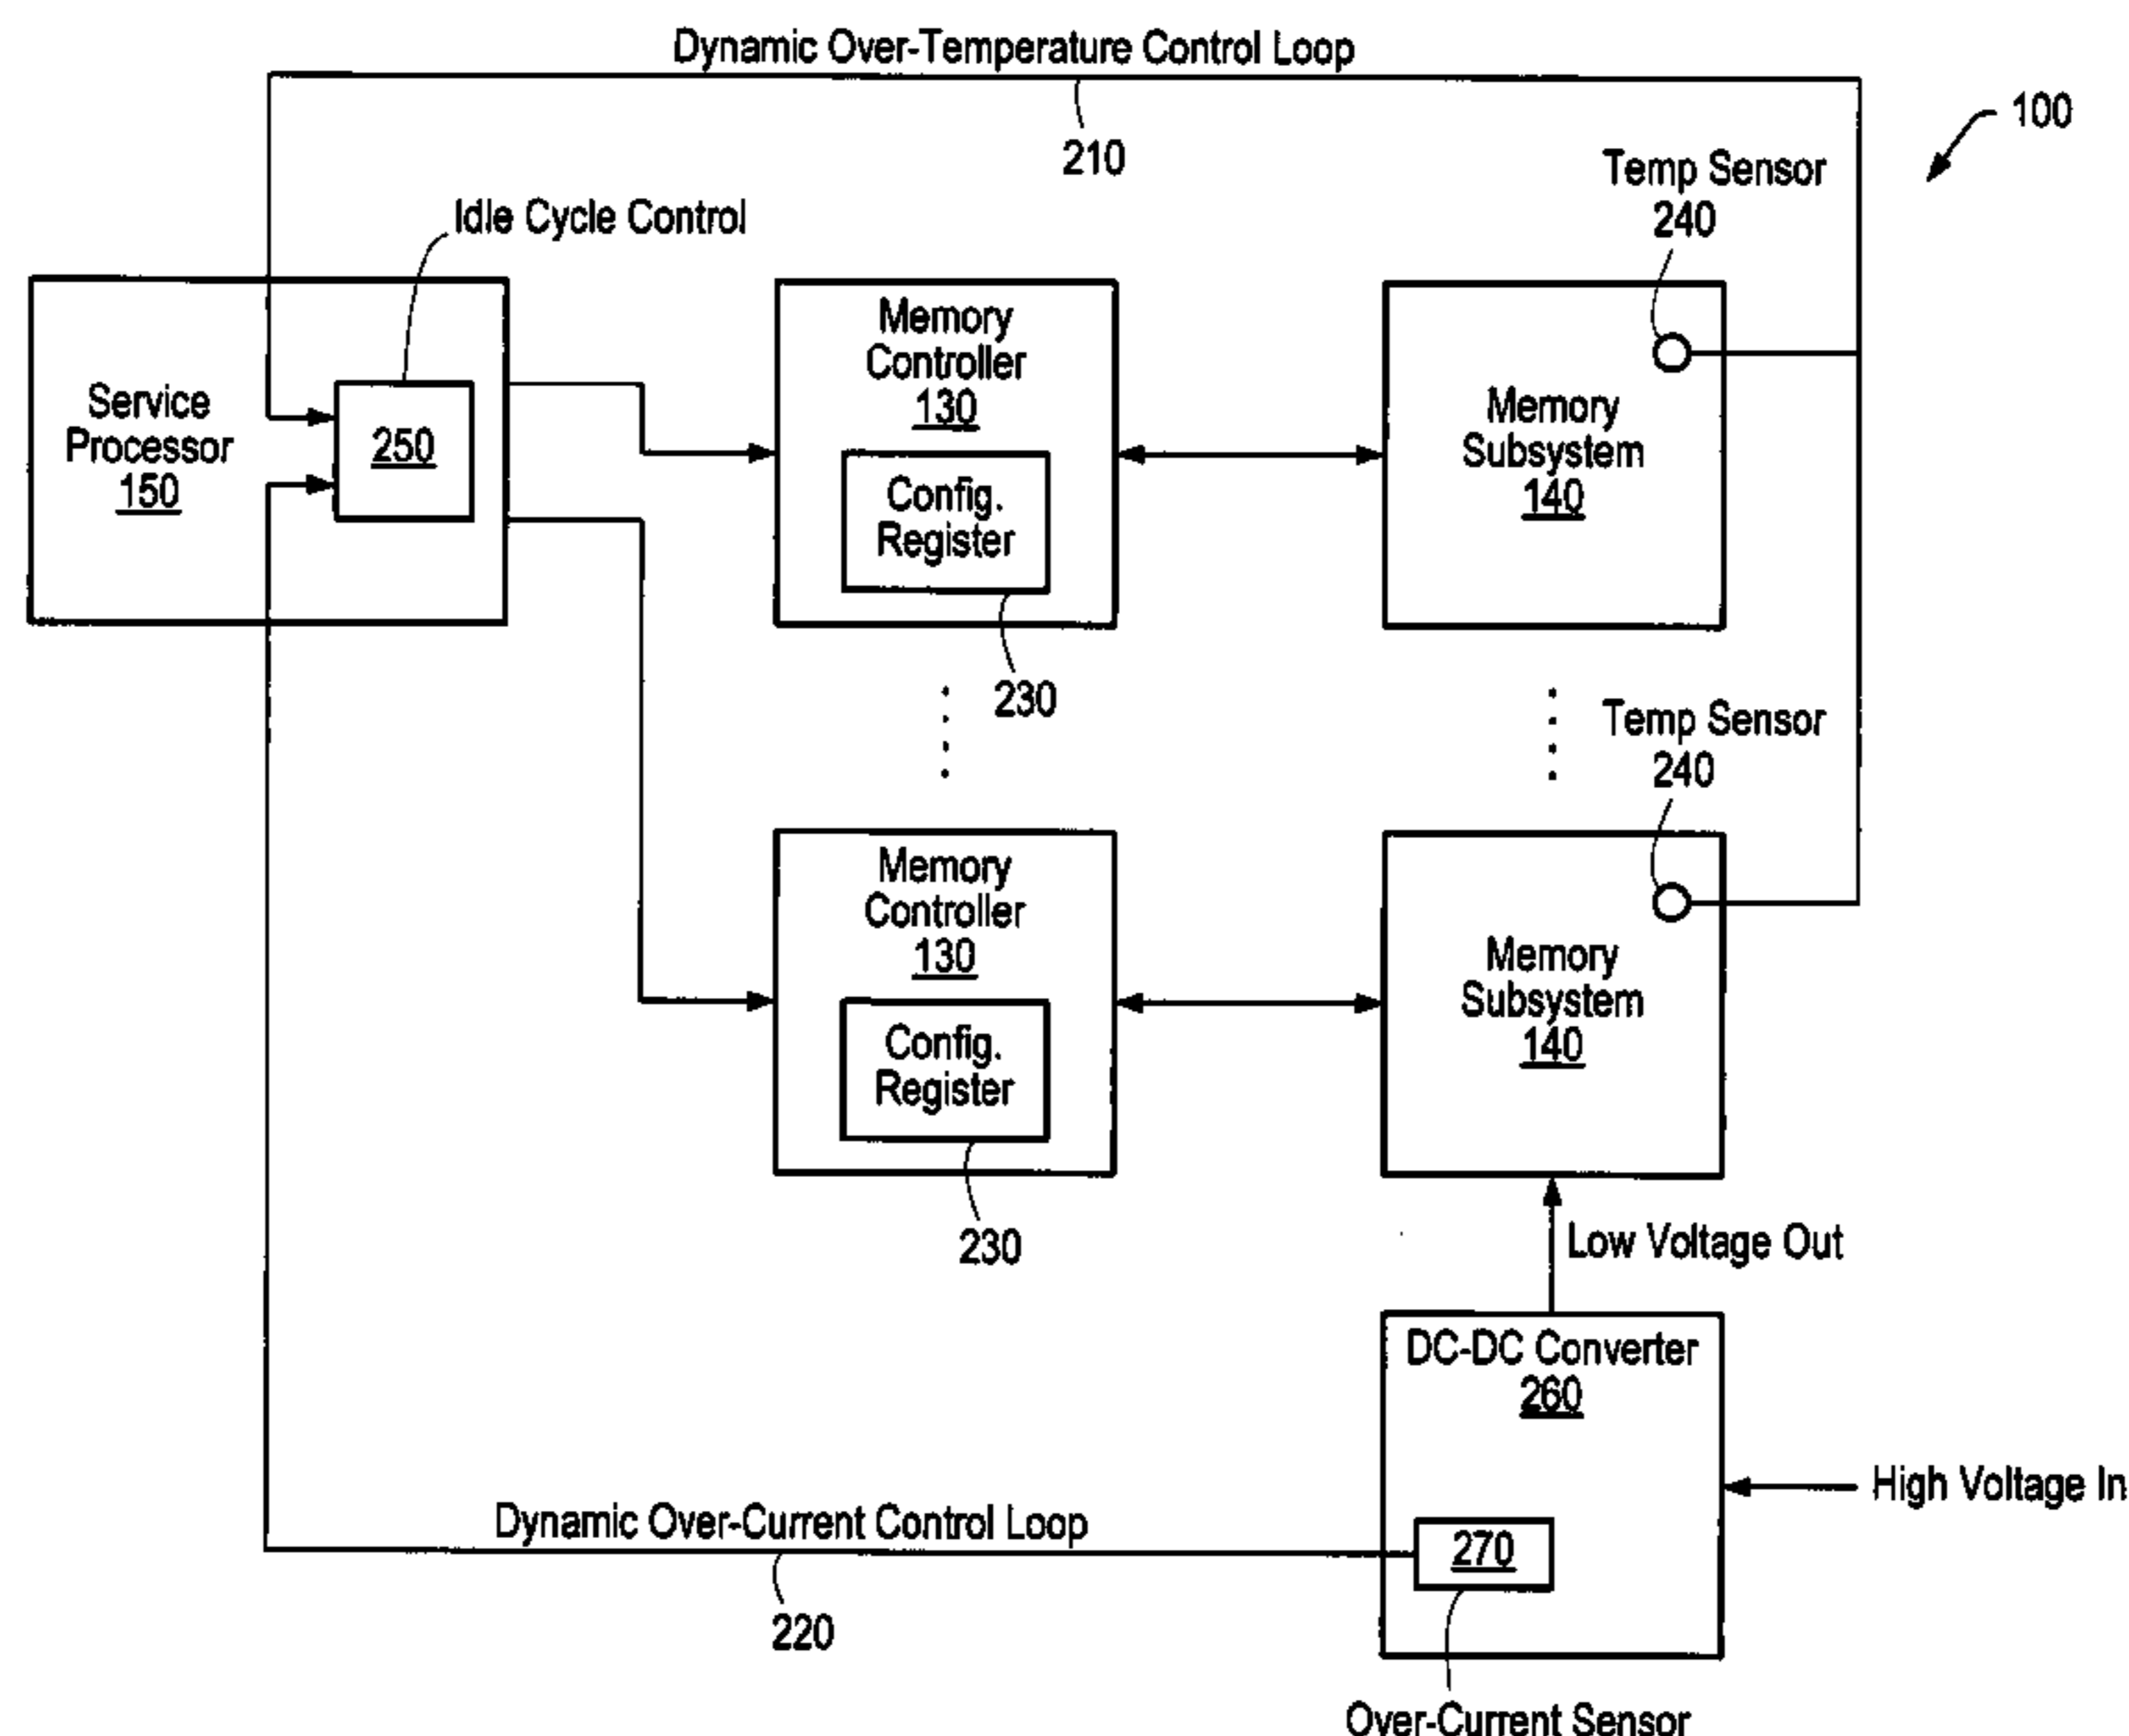 Dynamic Over-Temperature Control Loop
210
100
Temp Sensor
240
Idle Cycle Control
Service
Processor
150
250
Memory
Controller
130
Config.
Register
230
Memory
Subsystem
140
Temp Sensor
240
Memory
Controller
130
Config.
Register
230
Memory
Subsystem
140
Low Voltage Out
DC-DC Converter
260
High Voltage In
270
Dynamic Over-Current Control Loop
220
Over-Current Sensor